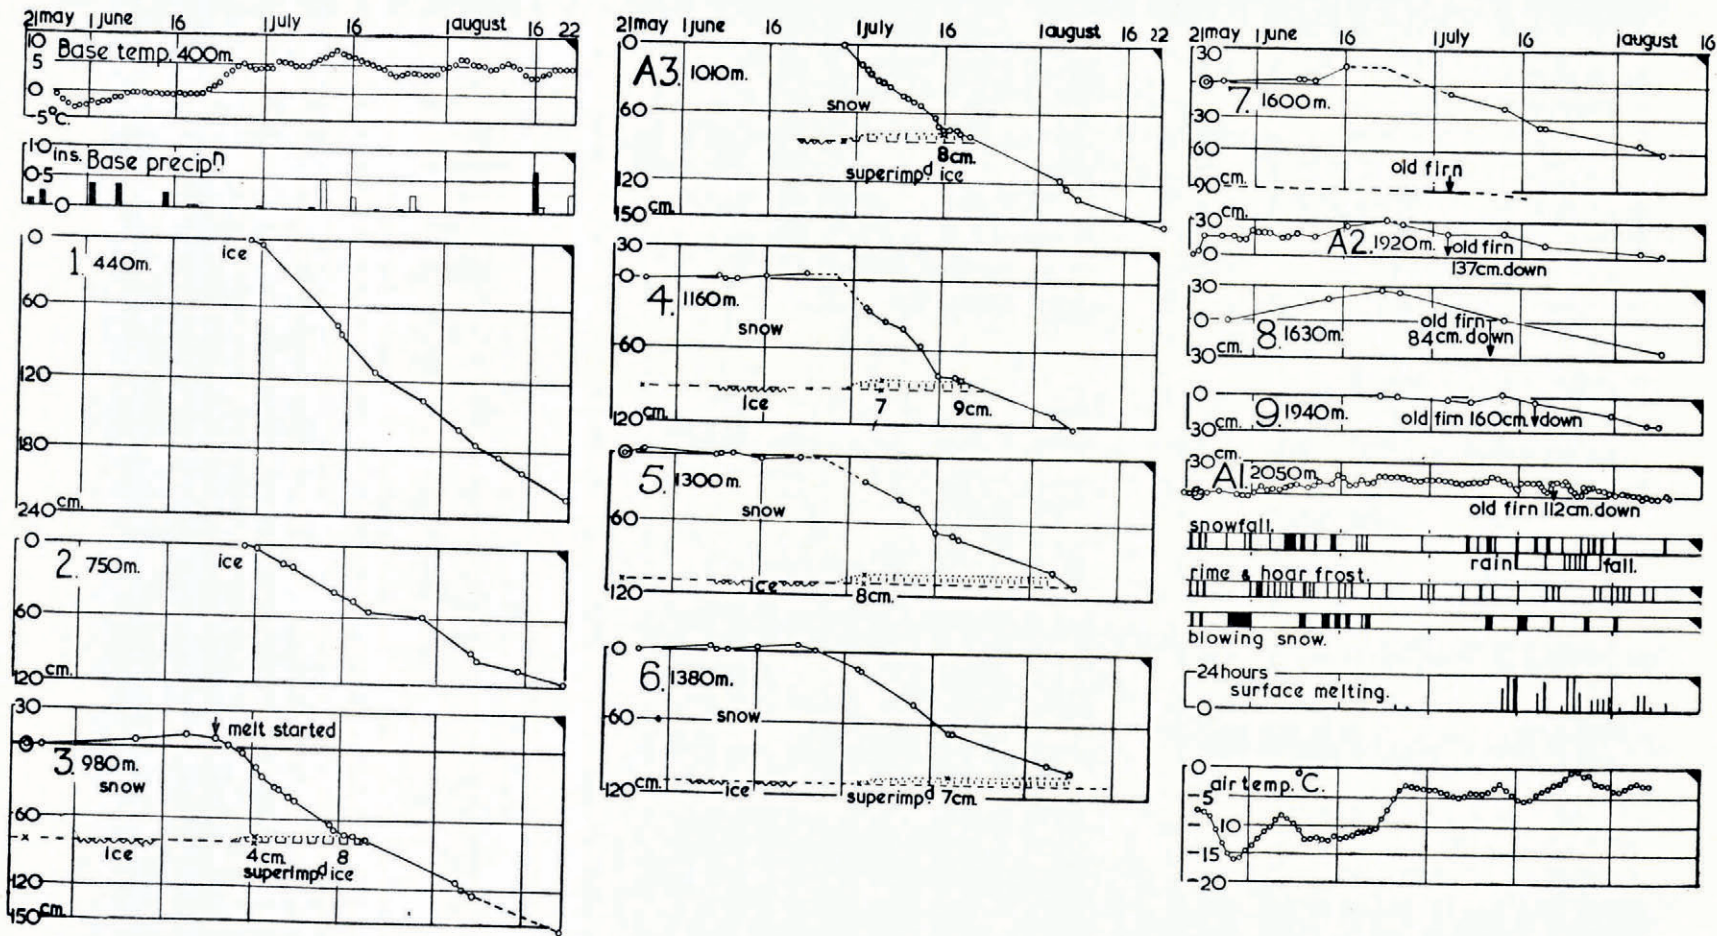 21may 1june 16 1july 16 1august 16 22
10
5
0
-5°C.
Base temp. 400m.
1·0
0·5
0
ins. Base precipⁿ.
0
60
120
180
240 cm.
1. 440m.
ice
0
60
120 cm.
2. 750m.
ice
30
0
60
120
150 cm.
3. 980m.
snow
melt started
ice
4cm. 8
superimpᵈ ice
21may 1june 16 1july 16 1august 16 22
0
60
120
150 cm.
A3. 1010m.
snow
8cm.
superimpᵈ ice
30
0
60
120 cm.
4. 1160m.
snow
ice 7 9cm.
0
60
120
5. 1300m.
snow
ice 8cm.
0
60
120 cm.
6. 1380m.
snow
ice superimpᵈ 7cm.
21may 1june 16 1july 16 1august 16
30
0
30
60
90 cm.
7. 1600m.
old firn
30 cm.
0
A2. 1920m. old firn
137cm.down
30
0
30 cm.
8. 1630m.
old firn
84cm.down
0
30 cm.
9. 1940m.
old firn 160cm.down
30 cm.
0
A1. 2050m.
old firn 112cm.down
snowfall.
rain fall.
rime & hoar frost.
blowing snow.
24hours
0
surface melting.
0
-5
-10
-15
-20
air temp.°C.